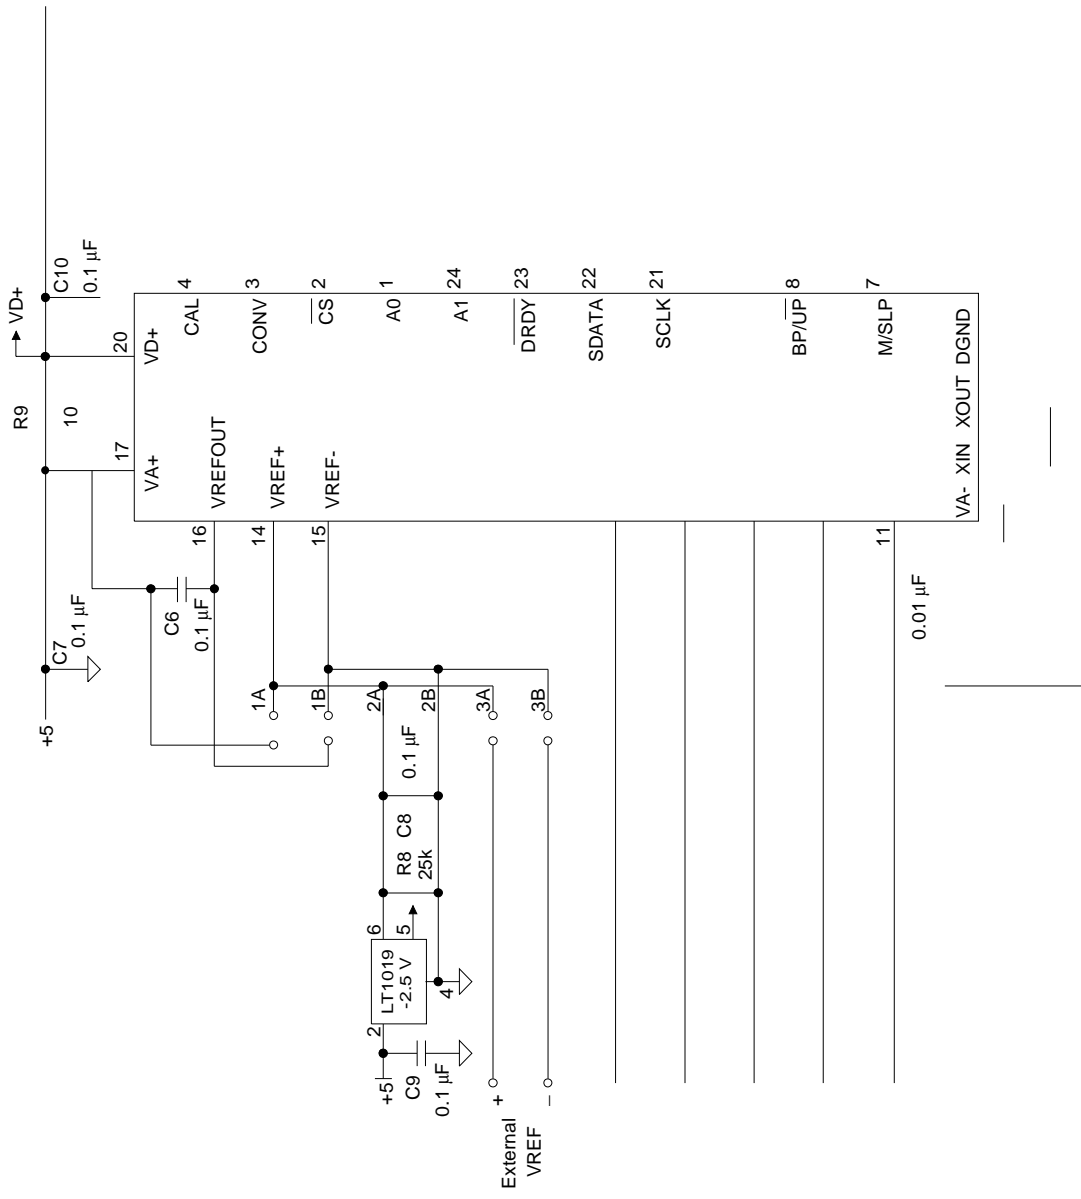 +5
C7
0.1 µF
R9
10
VD+
C10
0.1 µF
17
VA+
20
VD+
C6
0.1 µF
16
VREFOUT
14
VREF+
15
VREF-
CAL
4
CONV
3
CS
2
A0
1
A1
24
DRDY
23
SDATA
22
SCLK
21
BP/UP
8
M/SLP
7
11
0.01 µF
VA- XIN XOUT DGND
1A
1B
2A
2B
3A
3B
0.1 µF
R8 C8
25k
6
5
LT1019
-2.5 V
4
2
+5
C9
0.1 µF
+
External
VREF
–